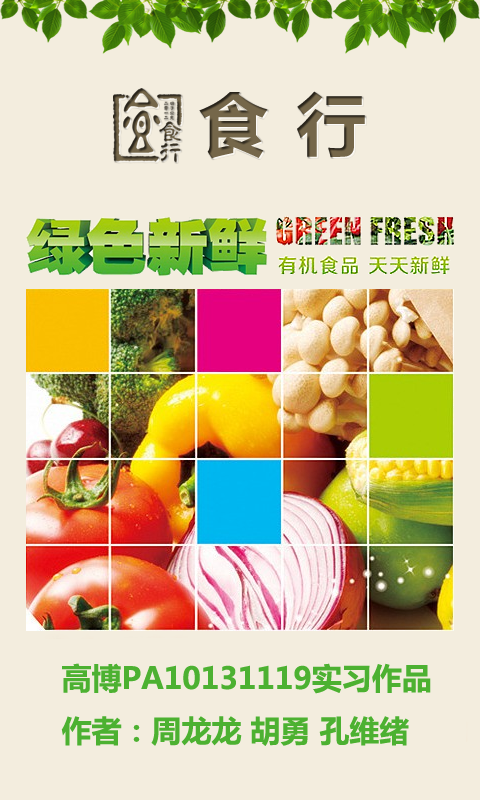 食行
食行
绿色新鲜
GREEN FRESH
有机食品 天天新鲜
高博PA10131119实习作品
作者：周龙龙 胡勇 孔维绪